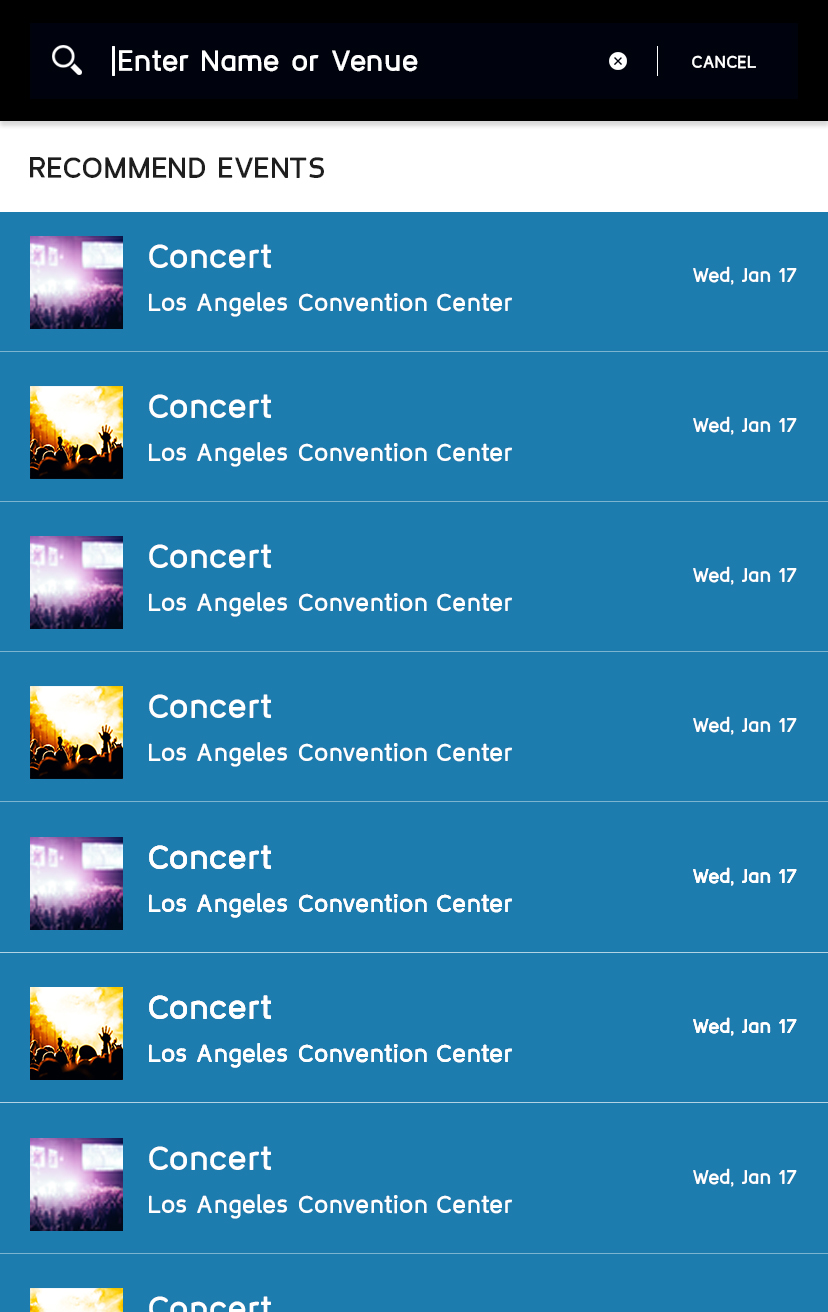 Enter Name or Venue
CANCEL
RECOMMEND EVENTS
Concert
Los Angeles Convention Center
Wed, Jan 17
Concert
Los Angeles Convention Center
Wed, Jan 17
Concert
Los Angeles Convention Center
Wed, Jan 17
Concert
Los Angeles Convention Center
Wed, Jan 17
Concert
Los Angeles Convention Center
Wed, Jan 17
Concert
Los Angeles Convention Center
Wed, Jan 17
Concert
Los Angeles Convention Center
Wed, Jan 17
Concert